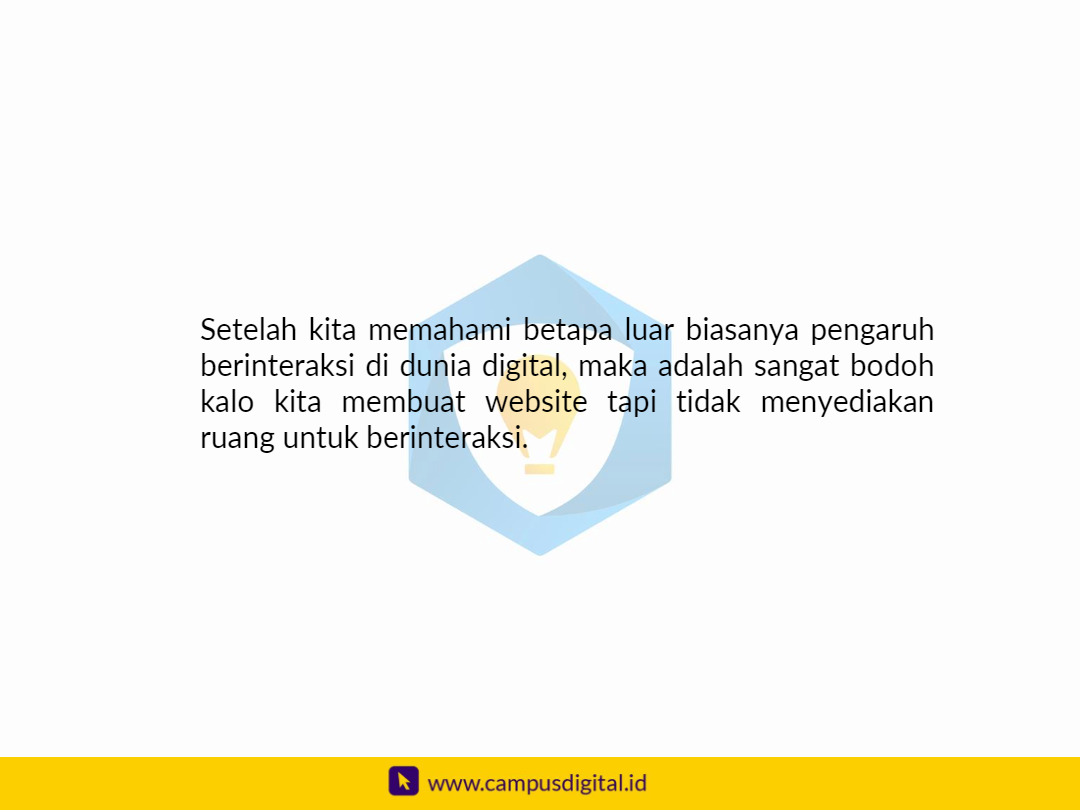 Setelah kita memahami betapa luar biasanya pengaruh
berinteraksi di dunia digital, maka adalah sangat bodoh
kalo kita membuat website tapi tidak menyediakan
ruang untuk berinteraksi.
www.campusdigital.id